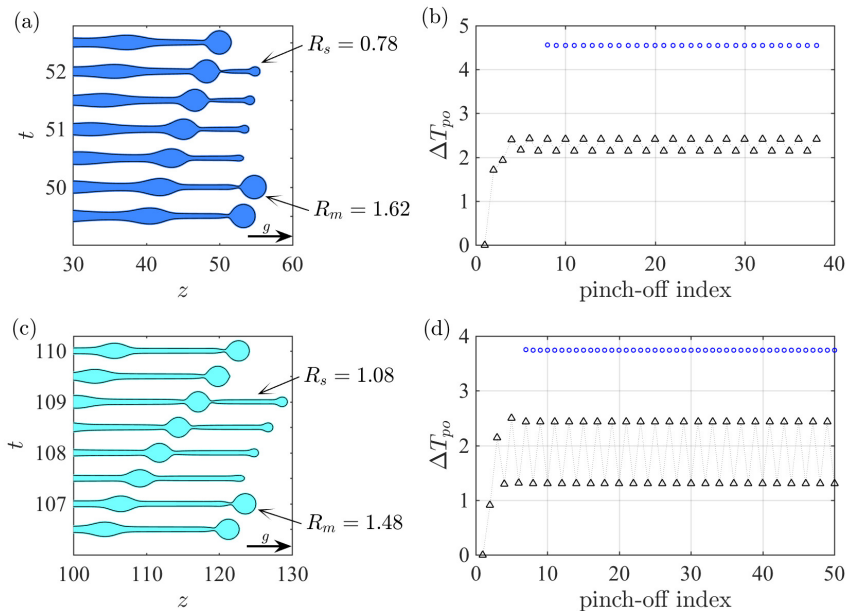 (a)
R_s = 0.78
52
51
50
t
R_m = 1.62
g
30 40 50 60
z
(b)
5
4
3
2
1
0
ΔT_po
0 10 20 30 40
pinch-off index
(c)
110
109
108
107
t
R_s = 1.08
R_m = 1.48
g
100 110 120 130
z
(d)
4
3
2
1
0
ΔT_po
0 10 20 30 40 50
pinch-off index